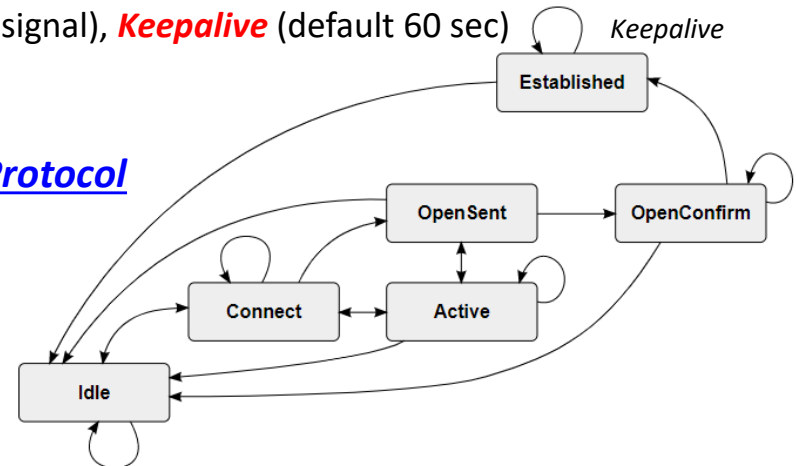 signal), Keepalive (default 60 sec)
Keepalive
Established
Protocol
OpenSent
OpenConfirm
Connect
Active
Idle